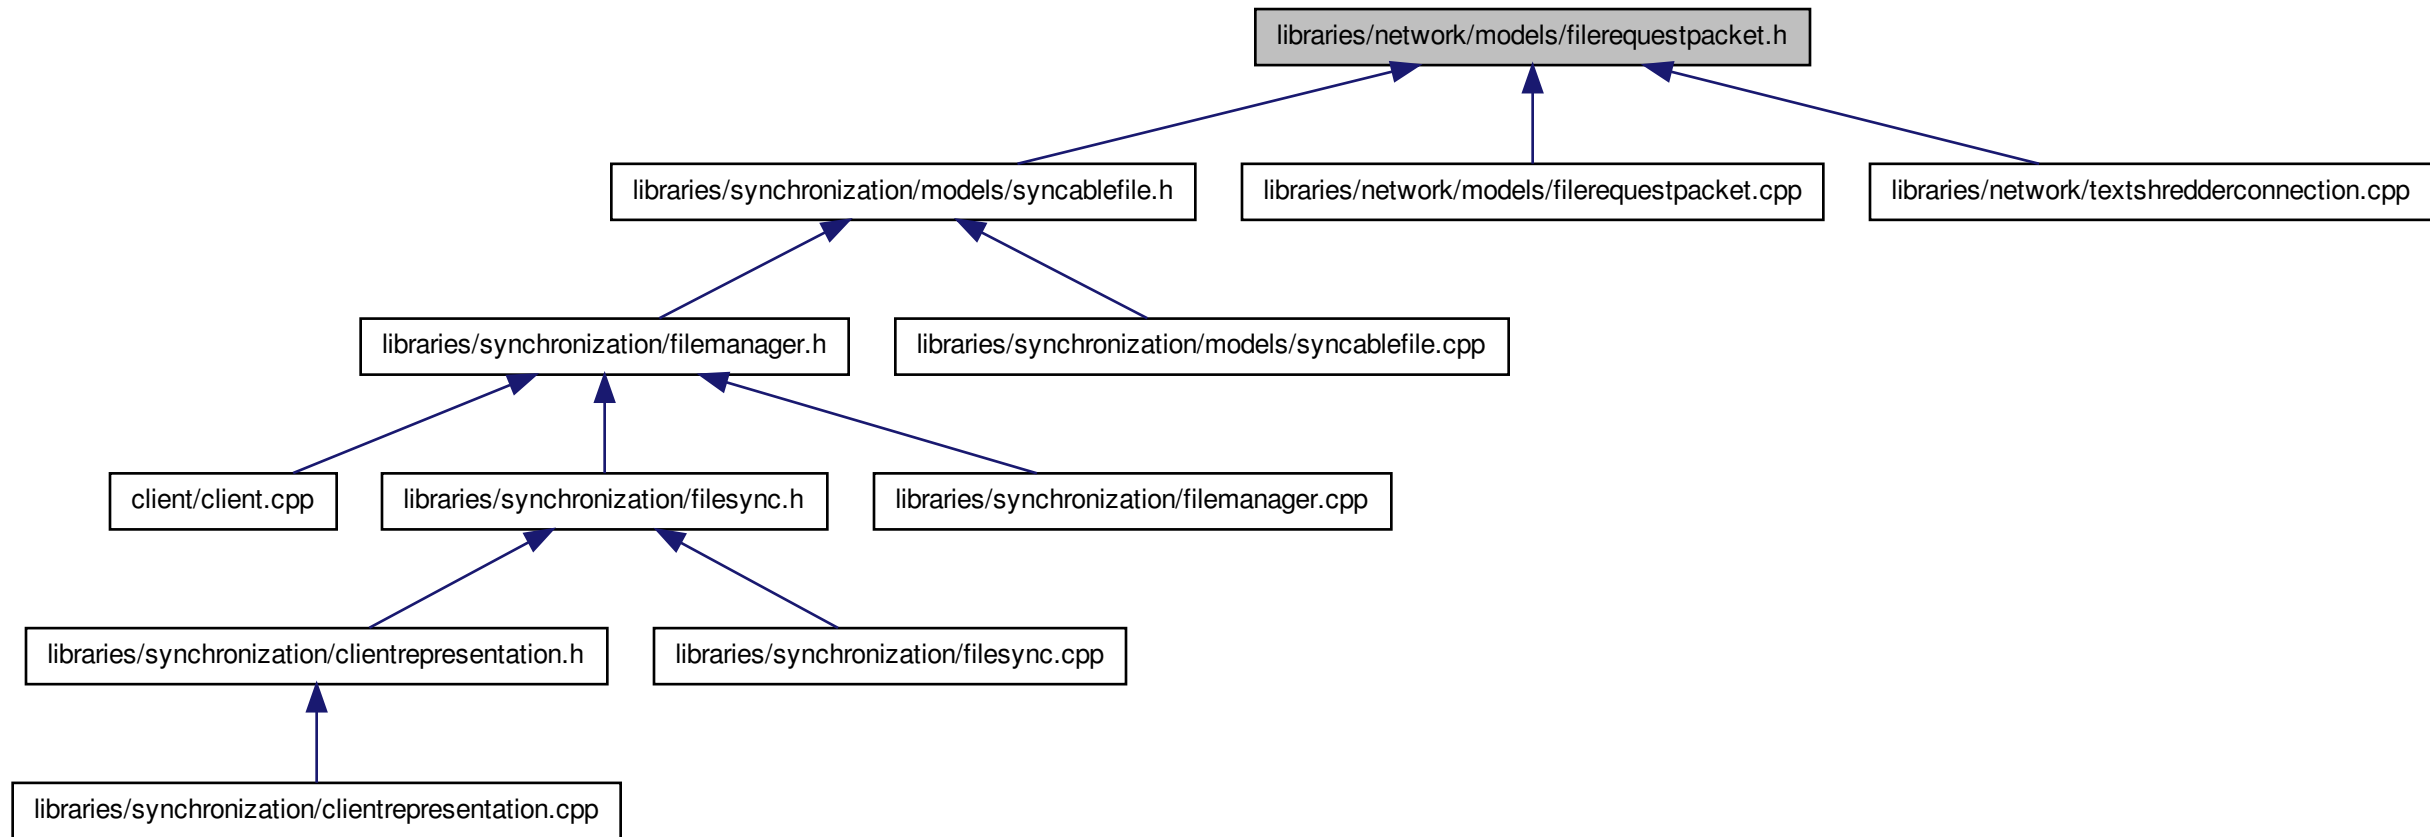 libraries/network/models/filerequestpacket.h
libraries/synchronization/models/syncablefile.h
libraries/network/models/filerequestpacket.cpp
libraries/network/textshredderconnection.cpp
libraries/synchronization/filemanager.h
libraries/synchronization/models/syncablefile.cpp
client/client.cpp
libraries/synchronization/filesync.h
libraries/synchronization/filemanager.cpp
libraries/synchronization/clientrepresentation.h
libraries/synchronization/filesync.cpp
libraries/synchronization/clientrepresentation.cpp